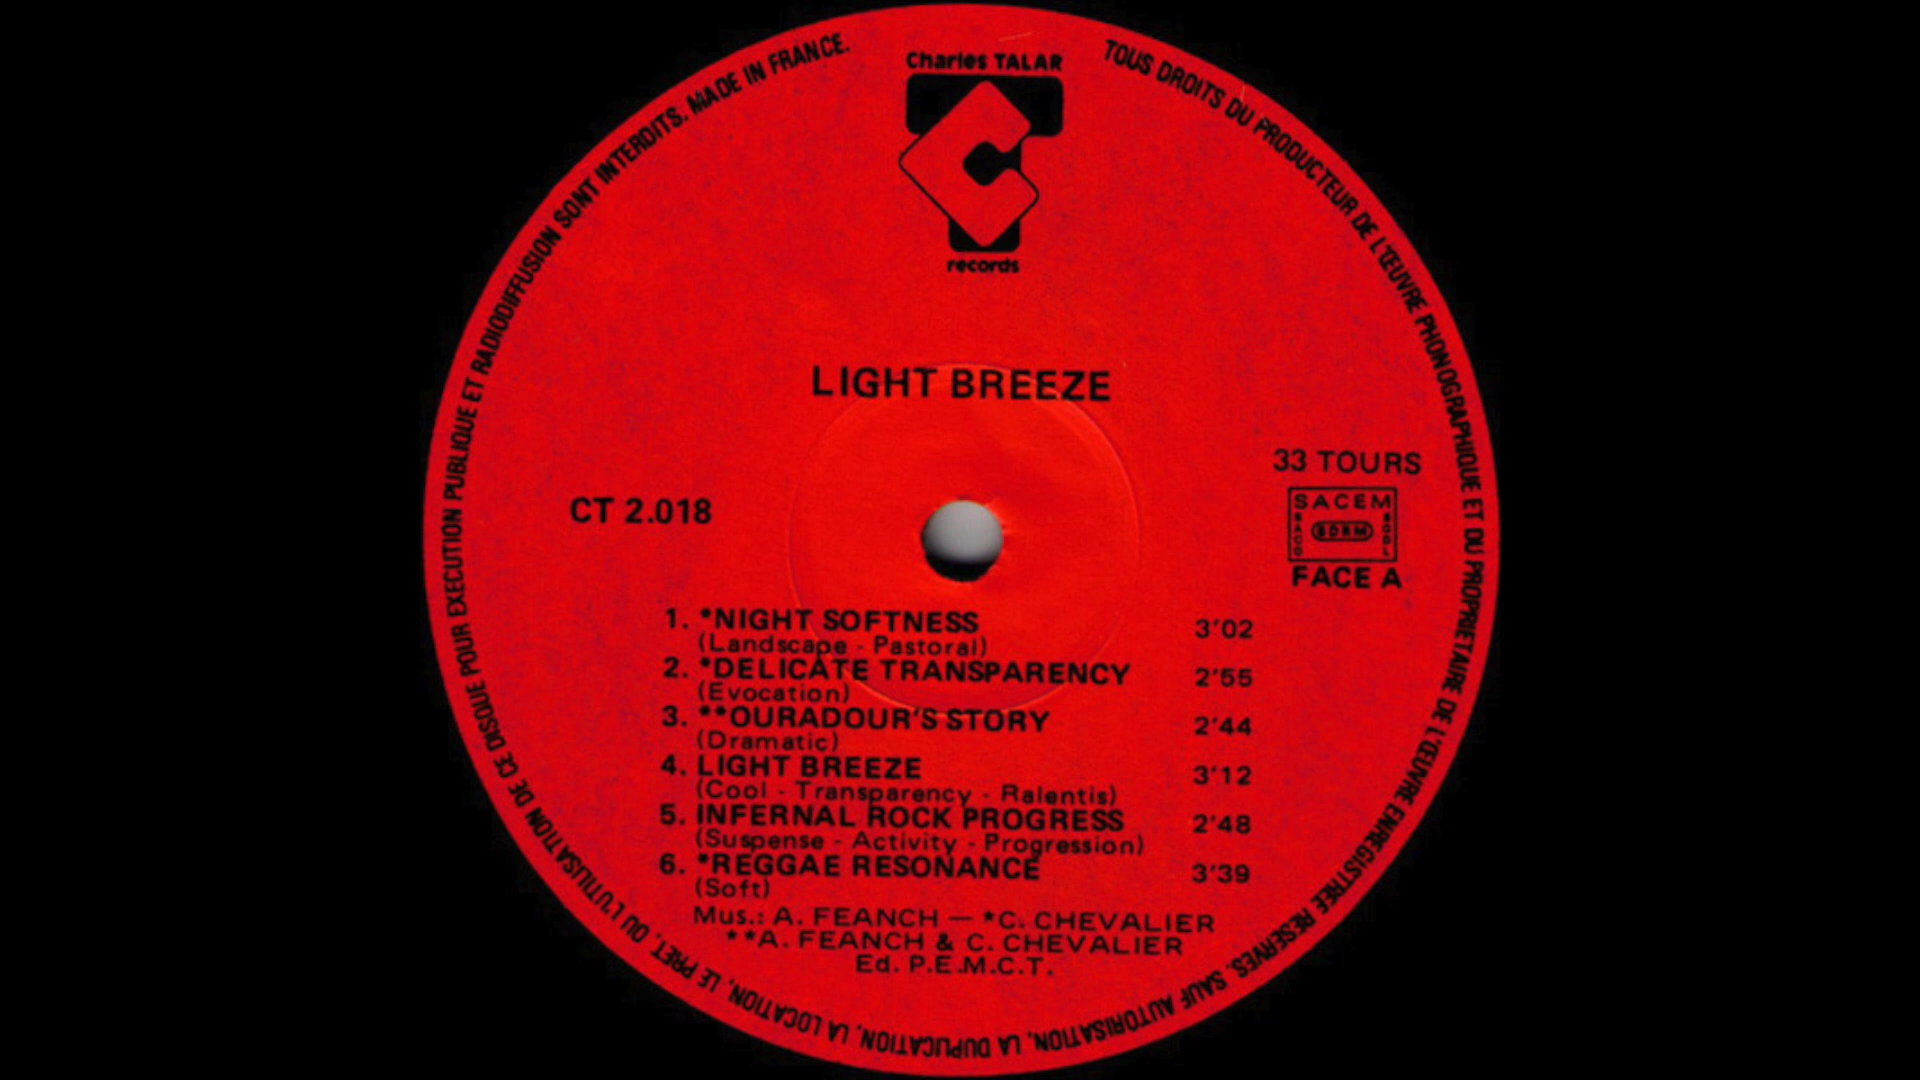 TOUS DROITS DU PRODUCTEUR DE L'ŒUVRE PHONOGRAPHIQUE ET DU PROPRIETAIRE DE L'ŒUVRE ENREGISTREE RESERVES. SAUF AUTORISATION, LA DUPLICATION, LA LOCATION, LE PRET, OU L'UTILISATION DE CE DISQUE POUR EXECUTION PUBLIQUE ET RADIODIFFUSION SONT INTERDITS. MADE IN FRANCE.
Charles TALAR
records
LIGHT BREEZE
33 TOURS
CT 2.018
SACEM
SACD SDRM SGDL
FACE A
1. *NIGHT SOFTNESS 3'02
(Landscape - Pastoral)
2. *DELICATE TRANSPARENCY 2'55
(Evocation)
3. **OURADOUR'S STORY 2'44
(Dramatic)
4. LIGHT BREEZE 3'12
(Cool - Transparency - Ralentis)
5. INFERNAL ROCK PROGRESS 2'48
(Suspense - Activity - Progression)
6. *REGGAE RESONANCE 3'39
(Soft)
Mus.: A. FEANCH — *C. CHEVALIER
**A. FEANCH & C. CHEVALIER
Ed. P.E.M.C.T.